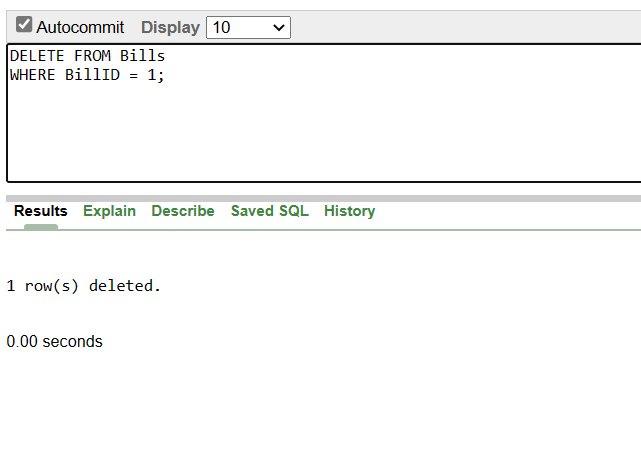 Autocommit Display 10
DELETE FROM Bills
WHERE BillID = 1;
Results Explain Describe Saved SQL History
1 row(s) deleted.
0.00 seconds